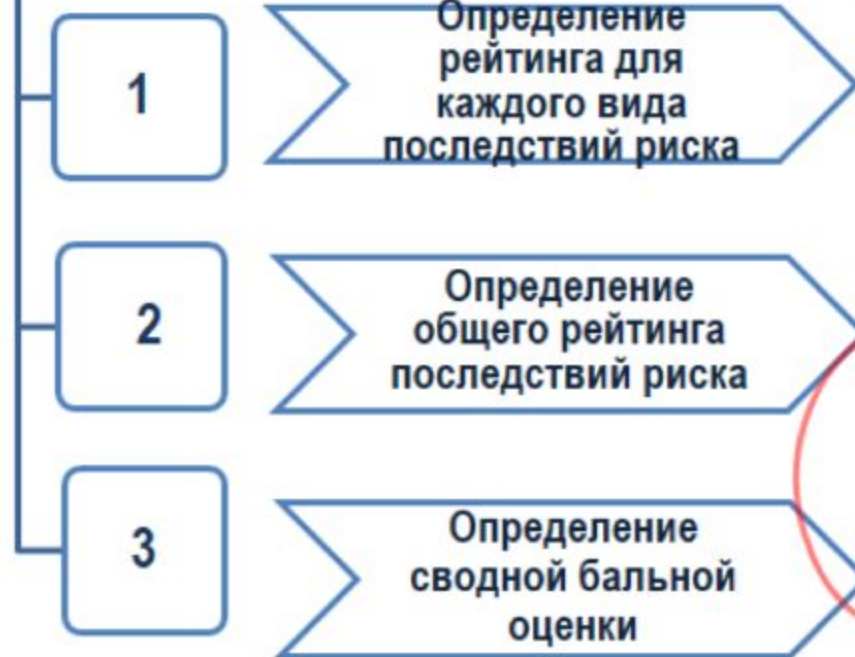 1
Определение
рейтинга для
каждого вида
последствий риска
2
Определение
общего рейтинга
последствий риска
3
Определение
сводной бальной
оценки